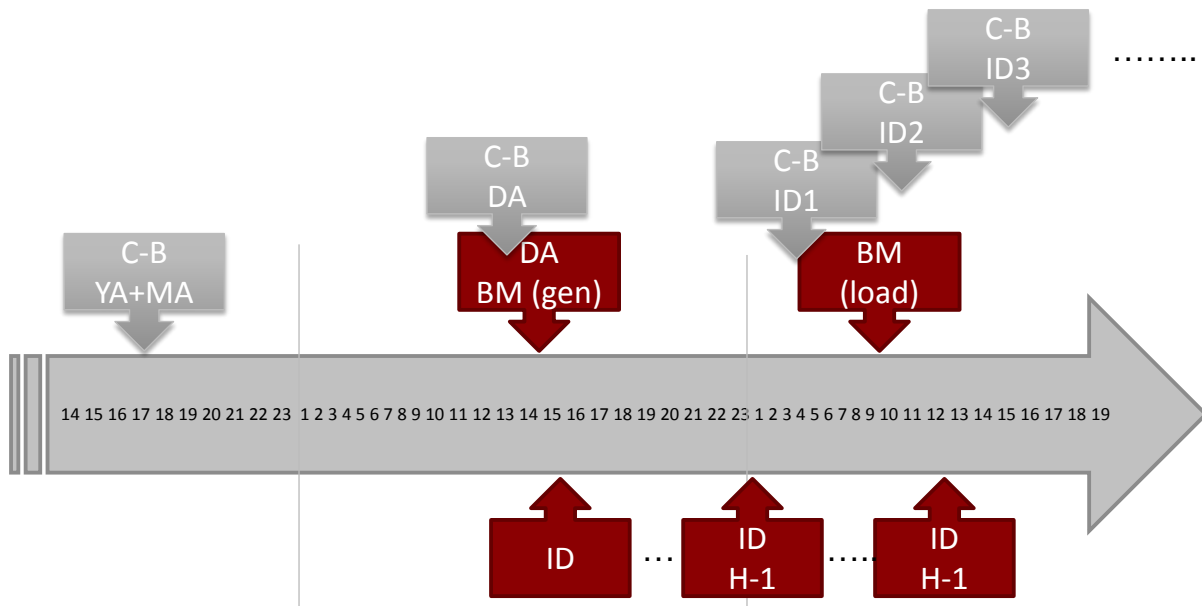 C-B
ID3
........
C-B
ID2
C-B
DA
C-B
ID1
C-B
YA+MA
DA
BM (gen)
BM
(load)
14 15 16 17 18 19 20 21 22 23 1 2 3 4 5 6 7 8 9 10 11 12 13 14 15 16 17 18 19 20 21 22 23 1 2 3 4 5 6 7 8 9 10 11 12 13 14 15 16 17 18 19
ID
...
ID
H-1
.....
ID
H-1